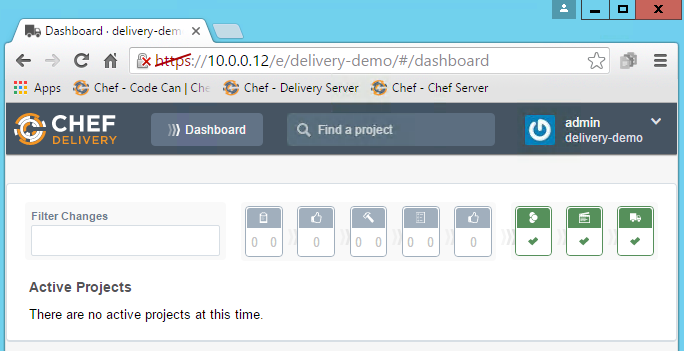 Dashboard · delivery-dem
https://10.0.0.12/e/delivery-demo/#/dashboard
Apps Chef - Code Can | Che Chef - Delivery Server Chef - Chef Server
CHEF DELIVERY Dashboard Find a project admin
delivery-demo
Filter Changes
0 0 0 0 0 0 0 0
Active Projects
There are no active projects at this time.